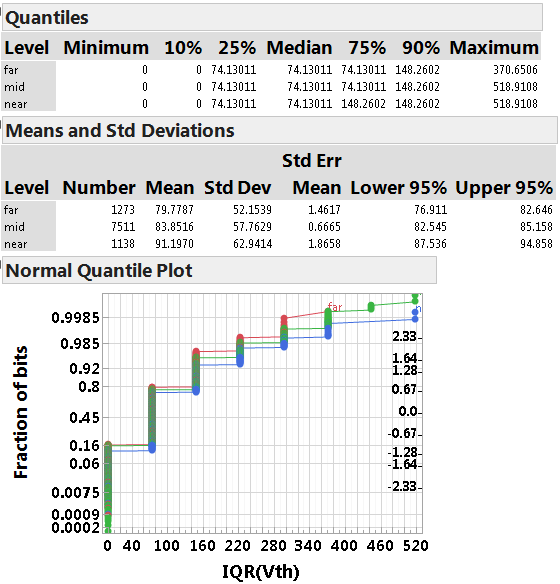 Quantiles
Level Minimum 10% 25% Median 75% 90% Maximum
far 0 0 74.13011 74.13011 74.13011 148.2602 370.6506
mid 0 0 74.13011 74.13011 74.13011 148.2602 518.9108
near 0 0 74.13011 74.13011 148.2602 148.2602 518.9108
Means and Std Deviations
Std Err
Level Number Mean Std Dev Mean Lower 95% Upper 95%
far 1273 79.7787 52.1539 1.4617 76.911 82.646
mid 7511 83.8516 57.7629 0.6665 82.545 85.158
near 1138 91.1970 62.9414 1.8658 87.536 94.858
Normal Quantile Plot
far
n
0.9985
0.985
0.92
0.8
0.45
0.16
0.06
0.0075
0.0009
0.0002
Fraction of bits
2.33
1.64
1.28
0.67
0.0
-0.67
-1.28
-1.64
-2.33
0 40 100 160 220 280 340 400 460 520
IQR(Vth)